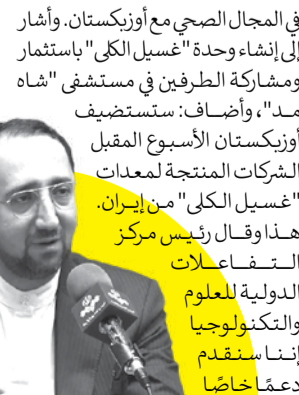 في المجال الصحي مع أوزبكستان. وأشار
إلى إنشاء وحدة "غسيل الكلى" باستثمار
ومشاركة الطرفين في مستشفى "شاه
مد"، وأضاف: ستستضيف
أوزبكستان الأسبوع المقبل
الشركات المنتجة لمعدات
"غسيل الكلى" من إيران.
هذا وقال رئيس مركز
التفاعلات
الدولية للعلوم
والتكنولوجيا
إننا سنقدم
دعمًا خاصًا